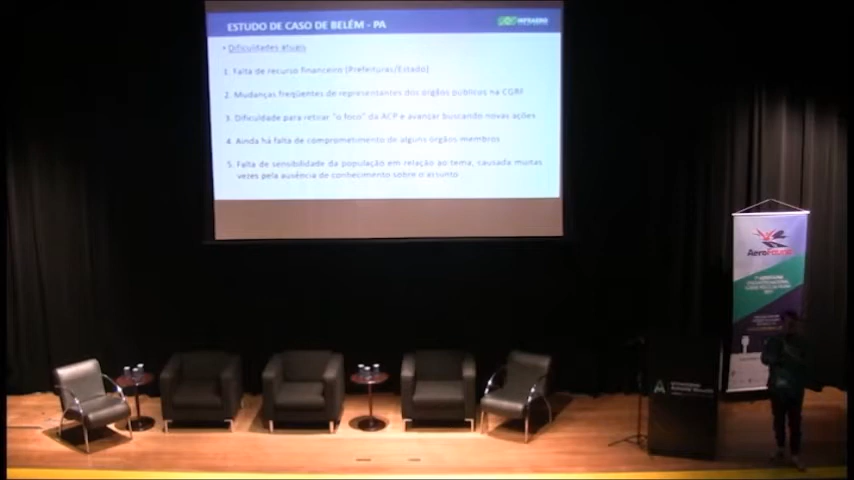 ESTUDO DE CASO DE BELÉM - PA
INFRAERO
• Dificuldades atuais
1. Falta de recurso financeiro (Prefeituras/Estado)
2. Mudanças freqüentes de representantes dos órgãos públicos na CGRF
3. Dificuldade para retirar "o foco" da ACP e avançar buscando novas ações
4. Ainda há falta de comprometimento de alguns órgãos membros
5. Falta de sensibilidade da população em relação ao tema, causada muitas
vezes pela ausência de conhecimento sobre o assunto
AeroFauna